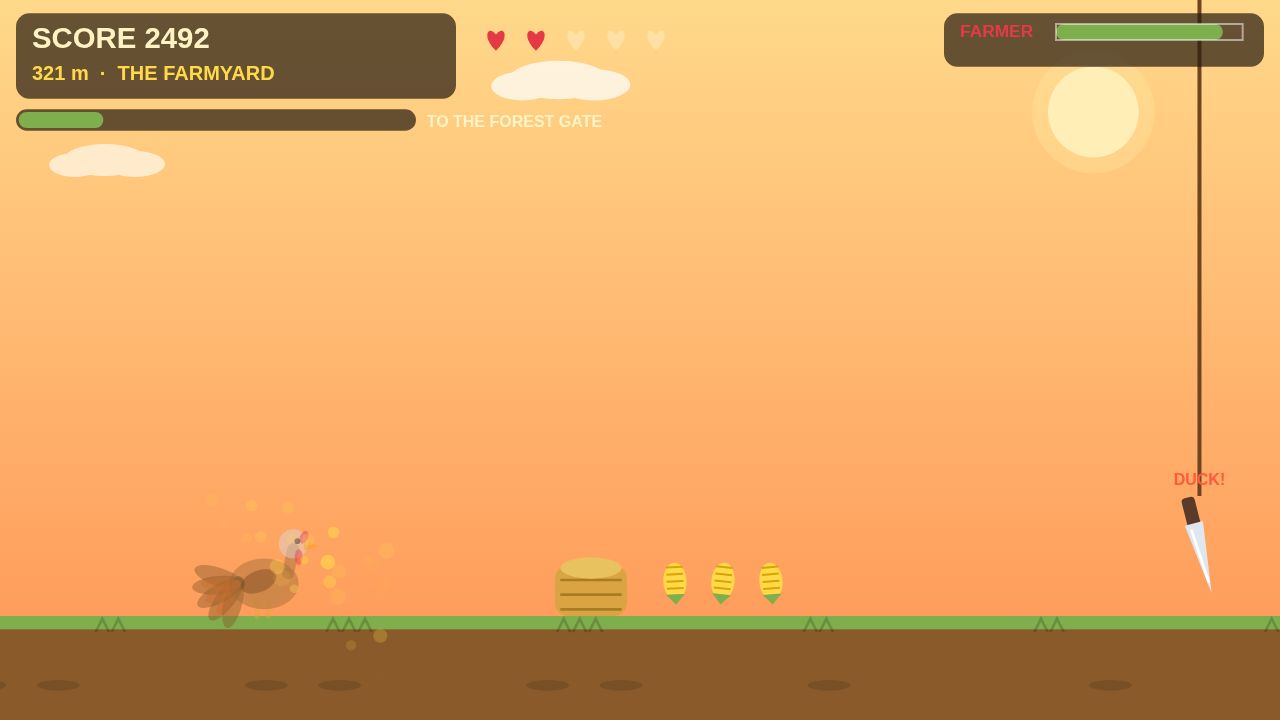 SCORE 2492
321 m · THE FARMYARD
TO THE FOREST GATE
FARMER
DUCK!